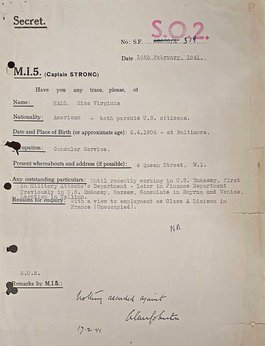 Secret.
S.O.2.
No: S.F. 519
Date 14th February, 1941.
M.I.5. (Captain STRONG)
Have you any trace, please, of
Name: HALL, Miss Virginia
Nationality: American - both parents U.S. citizens.
Date and Place of Birth (or approximate age): 6.4.1906 - at Baltimore.
Occupation: Consular Service.
Present whereabouts and address (if possible): 4 Queen Street, W.1.
Any outstanding particulars: Until recently working in U.S. Embassy, first
in Military Attache's Department - later in Finance Department
Previously in U.S. Embassy, Warsaw, Consulate in Smyrna and Venice,
Reasons for enquiry: With a view to employment as Class A Liaison in
France (Unoccupied).
N.B.
S.O.2.
Remarks by M.I.5:
Nothing recorded against
17-2-41